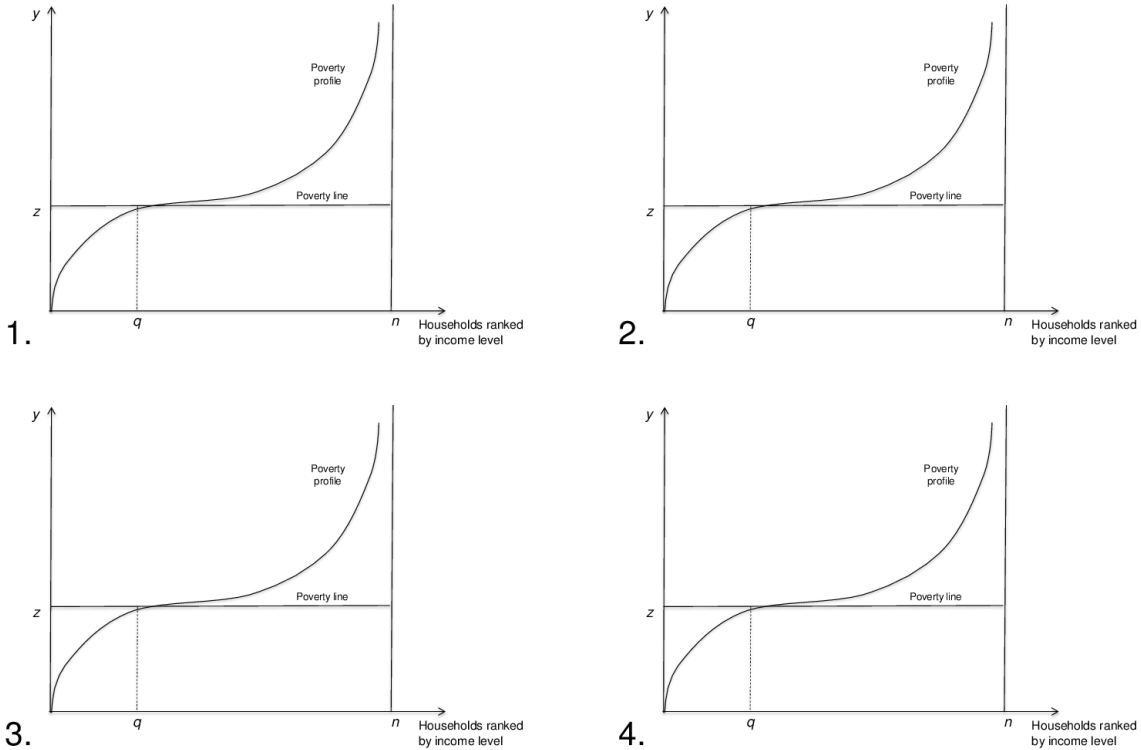 y
Poverty
profile
Poverty line
z
q
n
Households ranked
by income level
1.
y
Poverty
profile
Poverty line
z
q
n
Households ranked
by income level
2.
y
Poverty
profile
Poverty line
z
q
n
Households ranked
by income level
3.
y
Poverty
profile
Poverty line
z
q
n
Households ranked
by income level
4.